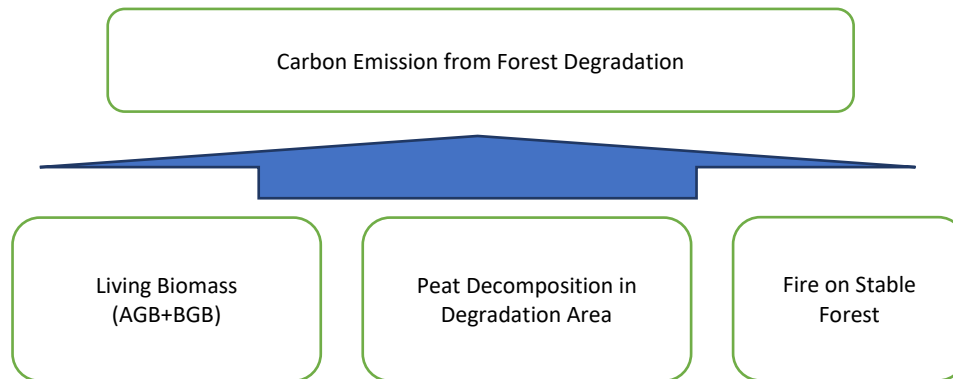 Carbon Emission from Forest Degradation
Living Biomass
(AGB+BGB)
Peat Decomposition in
Degradation Area
Fire on Stable
Forest